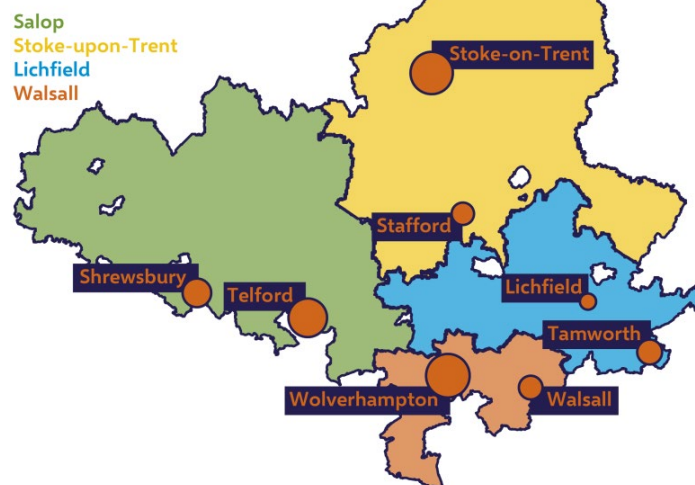 Salop
Stoke-upon-Trent
Lichfield
Walsall
Stoke-on-Trent
Stafford
Shrewsbury
Telford
Lichfield
Tamworth
Wolverhampton
Walsall